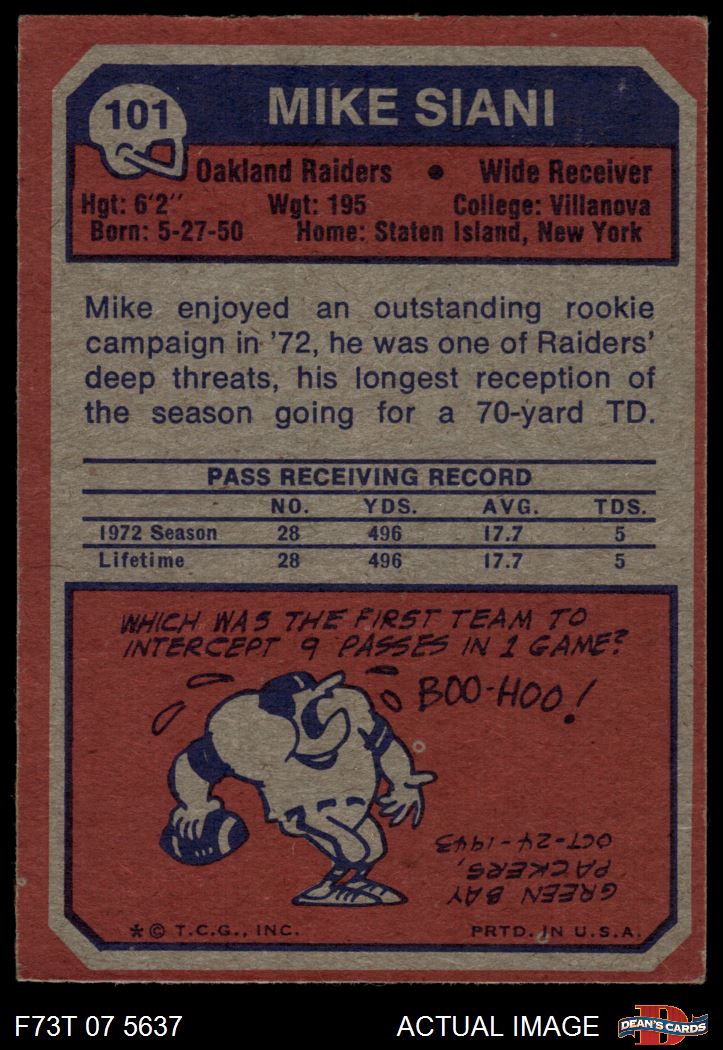 101
MIKE SIANI
Oakland Raiders • Wide Receiver
Hgt: 6'2" Wgt: 195 College: Villanova
Born: 5-27-50 Home: Staten Island, New York
Mike enjoyed an outstanding rookie
campaign in '72, he was one of Raiders'
deep threats, his longest reception of
the season going for a 70-yard TD.
PASS RECEIVING RECORD
NO. YDS. AVG. TDS.
1972 Season 28 496 17.7 5
Lifetime 28 496 17.7 5
WHICH WAS THE FIRST TEAM TO
INTERCEPT 9 PASSES IN 1 GAME?
BOO-HOO!
GREEN BAY
PACKERS,
OCT-24-1943
*© T.C.G., INC. PRTD. IN U.S.A.
F73T 07 5637 ACTUAL IMAGE D DEAN'S CARDS